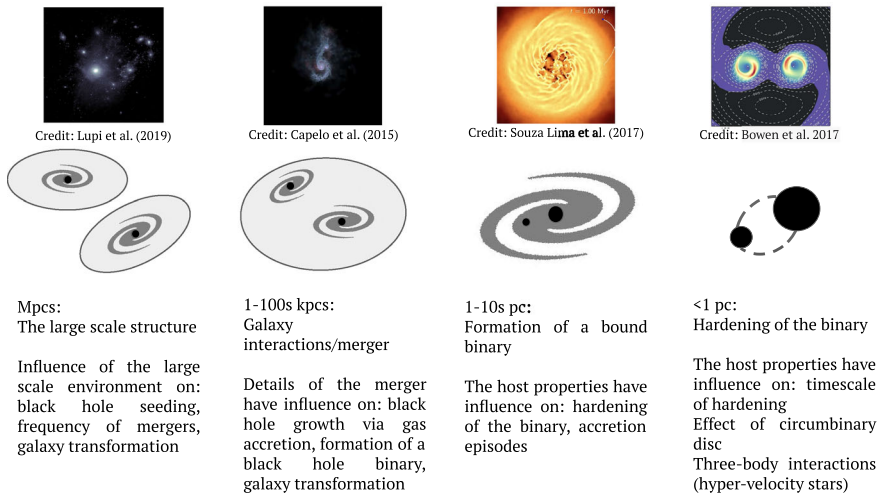 1.00 Myr
Credit: Lupi et al. (2019)
Credit: Capelo et al. (2015)
Credit: Souza Lima et al. (2017)
Credit: Bowen et al. 2017
Mpcs:
The large scale structure
Influence of the large
scale environment on:
black hole seeding,
frequency of mergers,
galaxy transformation
1-100s kpcs:
Galaxy
interactions/merger
Details of the merger
have influence on: black
hole growth via gas
accretion, formation of a
black hole binary,
galaxy transformation
1-10s pc:
Formation of a bound
binary
The host properties have
influence on: hardening
of the binary, accretion
episodes
<1 pc:
Hardening of the binary
The host properties have
influence on: timescale
of hardening
Effect of circumbinary
disc
Three-body interactions
(hyper-velocity stars)